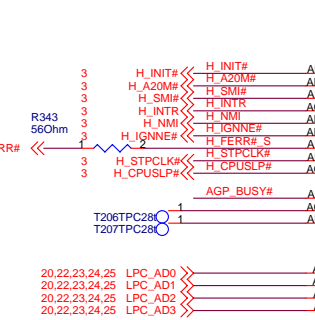 3 H_INIT# H_INIT# A
3 H_A20M# H_A20M# A
3 H_SMI# H_SMI# A
3 H_INTR H_INTR A
3 H_NMI H_NMI A
3 H_IGNNE# H_IGNNE# A
R343
56Ohm
RR# 1 2 H_FERR#_S A
3 H_STPCLK# H_STPCLK# A
3 H_CPUSLP# H_CPUSLP# A
AGP_BUSY# A
T206TPC28t 1 A
T207TPC28t 1 A
20,22,23,24,25 LPC_AD0
20,22,23,24,25 LPC_AD1
20,22,23,24,25 LPC_AD2
20,22,23,24,25 LPC_AD3